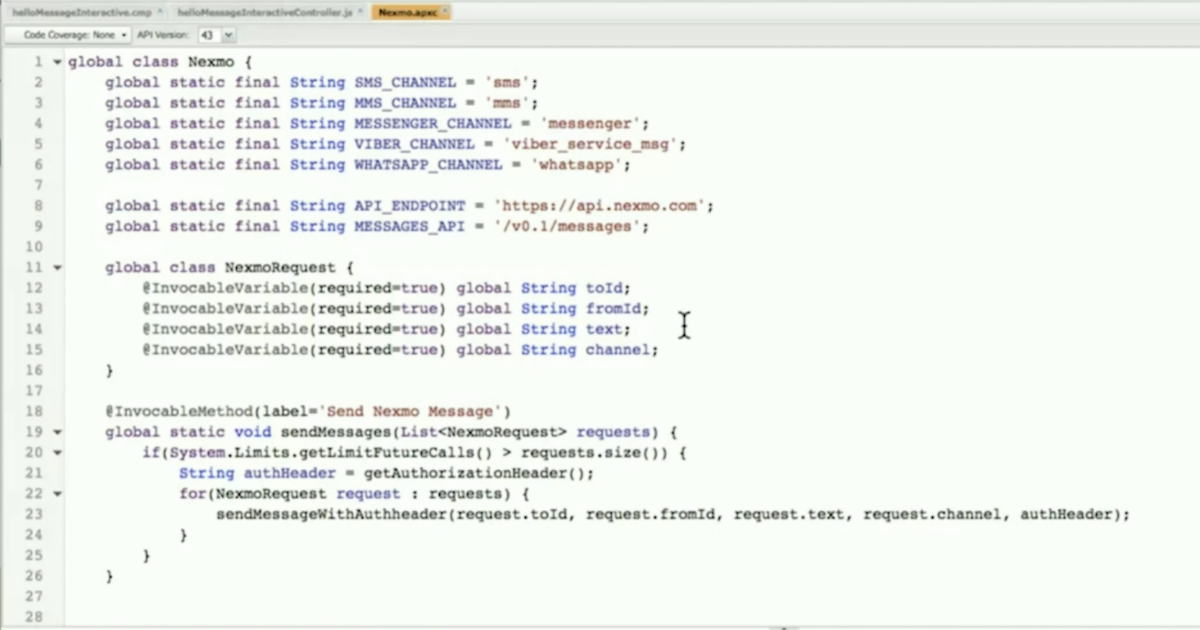 helloMessageInteractive.cmp × helloMessageInteractiveController.js × Nexmo.apxc ×
Code Coverage: None API Version: 43
1 global class Nexmo {
2 global static final String SMS_CHANNEL = 'sms';
3 global static final String MMS_CHANNEL = 'mms';
4 global static final String MESSENGER_CHANNEL = 'messenger';
5 global static final String VIBER_CHANNEL = 'viber_service_msg';
6 global static final String WHATSAPP_CHANNEL = 'whatsapp';
7
8 global static final String API_ENDPOINT = 'https://api.nexmo.com';
9 global static final String MESSAGES_API = '/v0.1/messages';
10
11 global class NexmoRequest {
12 @InvocableVariable(required=true) global String toId;
13 @InvocableVariable(required=true) global String fromId;
14 @InvocableVariable(required=true) global String text;
15 @InvocableVariable(required=true) global String channel;
16 }
17
18 @InvocableMethod(label='Send Nexmo Message')
19 global static void sendMessages(List<NexmoRequest> requests) {
20 if(System.Limits.getLimitFutureCalls() > requests.size()) {
21 String authHeader = getAuthorizationHeader();
22 for(NexmoRequest request : requests) {
23 sendMessageWithAuthheader(request.toId, request.fromId, request.text, request.channel, authHeader);
24 }
25 }
26 }
27
28